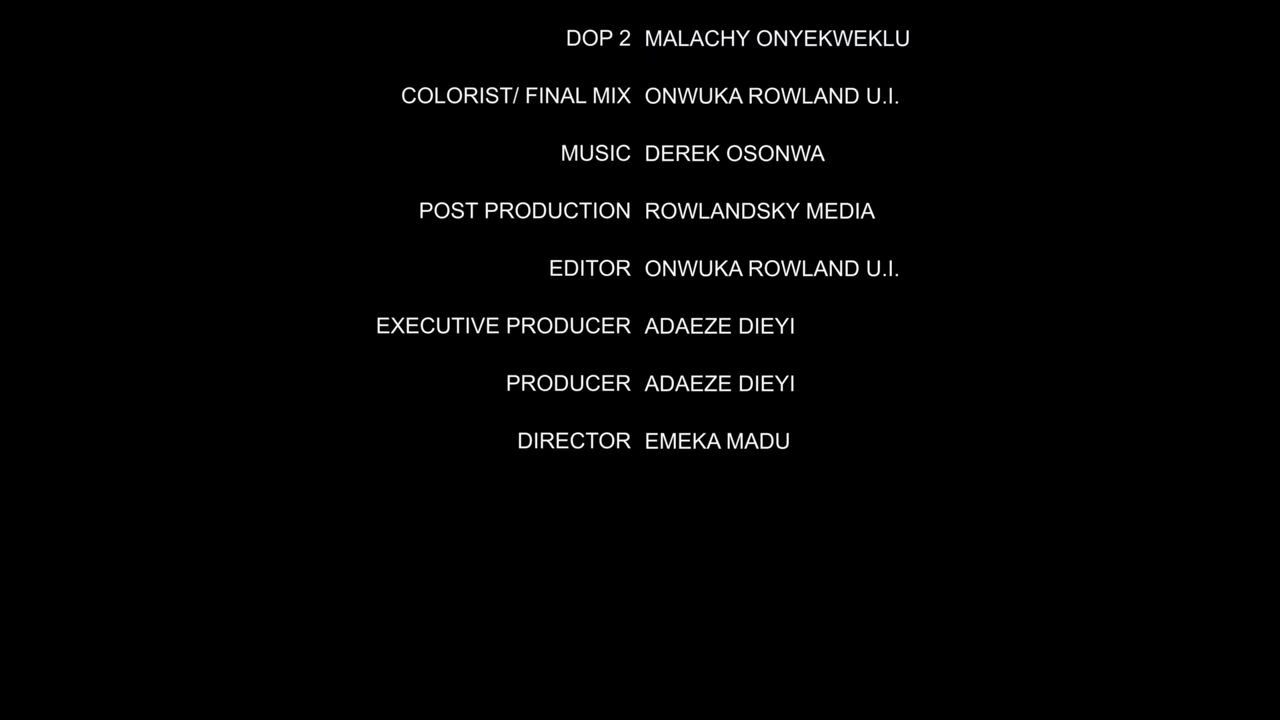 DOP 2 MALACHY ONYEKWEKLU
COLORIST/ FINAL MIX ONWUKA ROWLAND U.I.
MUSIC DEREK OSONWA
POST PRODUCTION ROWLANDSKY MEDIA
EDITOR ONWUKA ROWLAND U.I.
EXECUTIVE PRODUCER ADAEZE DIEYI
PRODUCER ADAEZE DIEYI
DIRECTOR EMEKA MADU